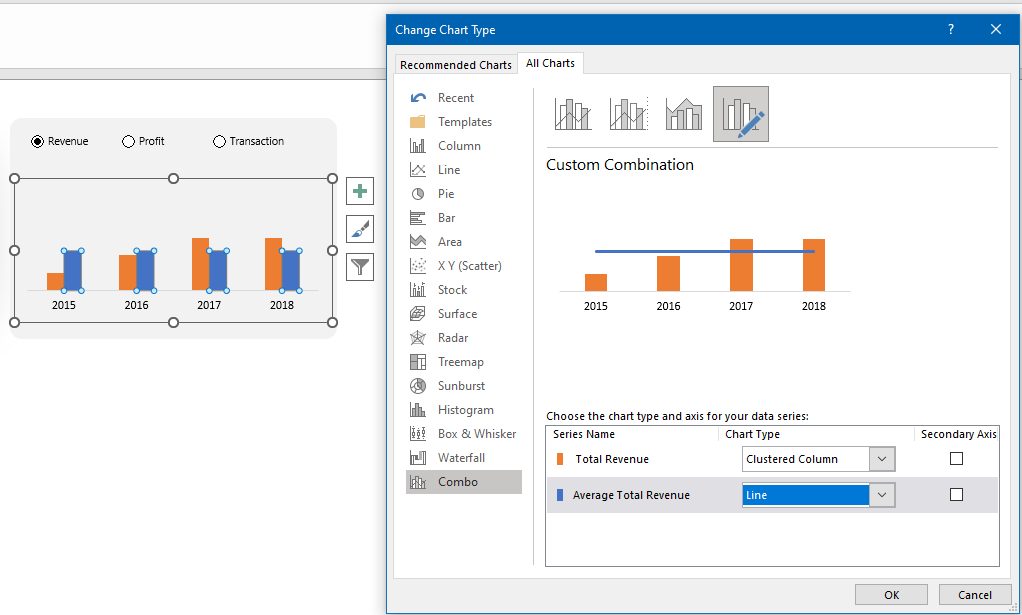 Revenue Profit Transaction
2015 2016 2017 2018
Change Chart Type ?
Recommended Charts All Charts
Recent
Templates
Column
Line
Pie
Bar
Area
X Y (Scatter)
Stock
Surface
Radar
Treemap
Sunburst
Histogram
Box & Whisker
Waterfall
Combo
Custom Combination
2015 2016 2017 2018
Choose the chart type and axis for your data series:
Series Name Chart Type Secondary Axis
Total Revenue Clustered Column
Average Total Revenue Line
OK Cancel